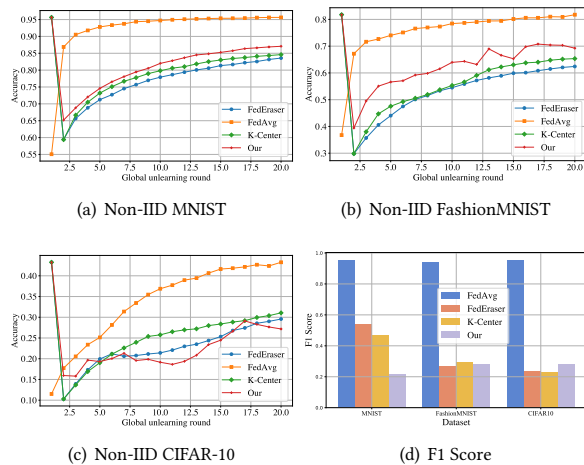 0.95
0.90
0.85
0.80
0.75
0.70
0.65
0.60
0.55
Accuracy
2.5 5.0 7.5 10.0 12.5 15.0 17.5 20.0
Global unlearning round
FedEraser
FedAvg
K-Center
Our
(a) Non-IID MNIST
0.8
0.7
0.6
0.5
0.4
0.3
Accuracy
2.5 5.0 7.5 10.0 12.5 15.0 17.5 20.0
Global unlearning round
FedEraser
FedAvg
K-Center
Our
(b) Non-IID FashionMNIST
0.40
0.35
0.30
0.25
0.20
0.15
0.10
Accuracy
2.5 5.0 7.5 10.0 12.5 15.0 17.5 20.0
Global unlearning round
FedEraser
FedAvg
K-Center
Our
(c) Non-IID CIFAR-10
1.0
0.8
0.6
0.4
0.2
0.0
F1 Score
MNIST FashionMNIST CIFAR10
Dataset
FedAvg
FedEraser
K-Center
Our
(d) F1 Score